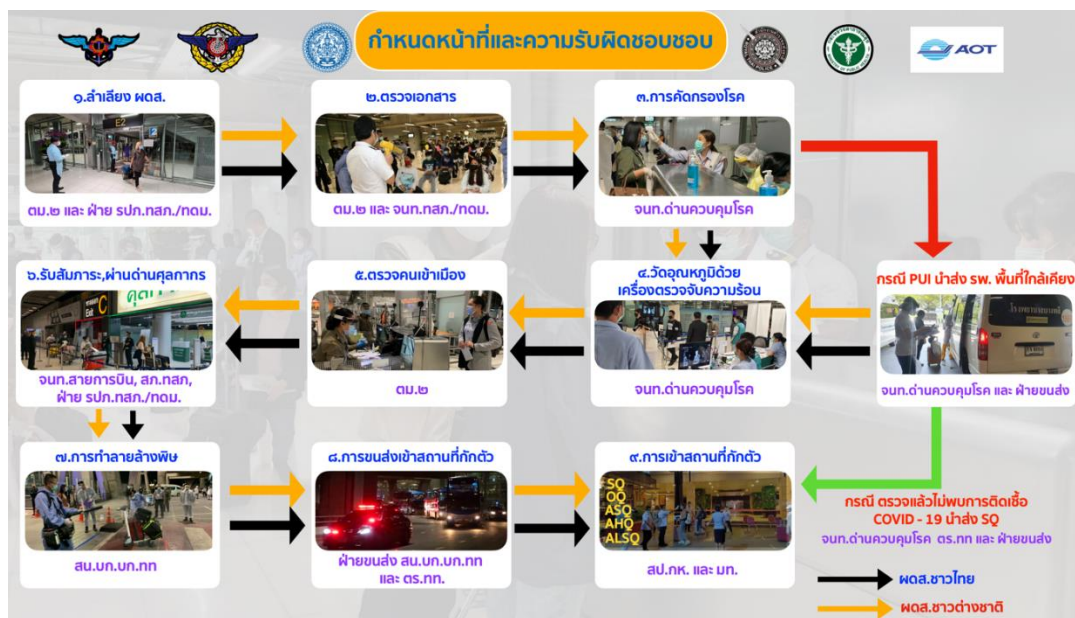 กำหนดหน้าที่และความรับผิดชอบชอบ
AOT
๑.ลำเลียง ผดส.
E2
ตม.๒ และ ฝ่าย รปภ.ทสภ./ทดม.
๒.ตรวจเอกสาร
ตม.๒ และ จนท.ทสภ./ทดม.
๓.การคัดกรองโรค
จนท.ด่านควบคุมโรค
๖.รับสัมภาระ,ผ่านด่านศุลกากร
Exit C
จนท.สายการบิน, สภ.ทสภ,
ฝ่าย รปภ.ทสภ./ทดม.
๕.ตรวจคนเข้าเมือง
ตม.๒
๔.วัดอุณหภูมิด้วย
เครื่องตรวจจับความร้อน
จนท.ด่านควบคุมโรค
กรณี PUI นำส่ง รพ. พื้นที่ใกล้เคียง
จนท.ด่านควบคุมโรค และ ฝ่ายขนส่ง
๗.การทำลายล้างพิษ
สน.บก.บก.ทท
๘.การขนส่งเข้าสถานที่กักตัว
ฝ่ายขนส่ง สน.บก.บก.ทท
และ ตร.ทท.
๙.การเข้าสถานที่กักตัว
SQ
OQ
ASQ
AHQ
ALSQ
สป.กห. และ มท.
กรณี ตรวจแล้วไม่พบการติดเชื้อ
COVID - 19 นำส่ง SQ
จนท.ด่านควบคุมโรค ตร.ทท และ ฝ่ายขนส่ง
ผดส.ชาวไทย
ผดส.ชาวต่างชาติ